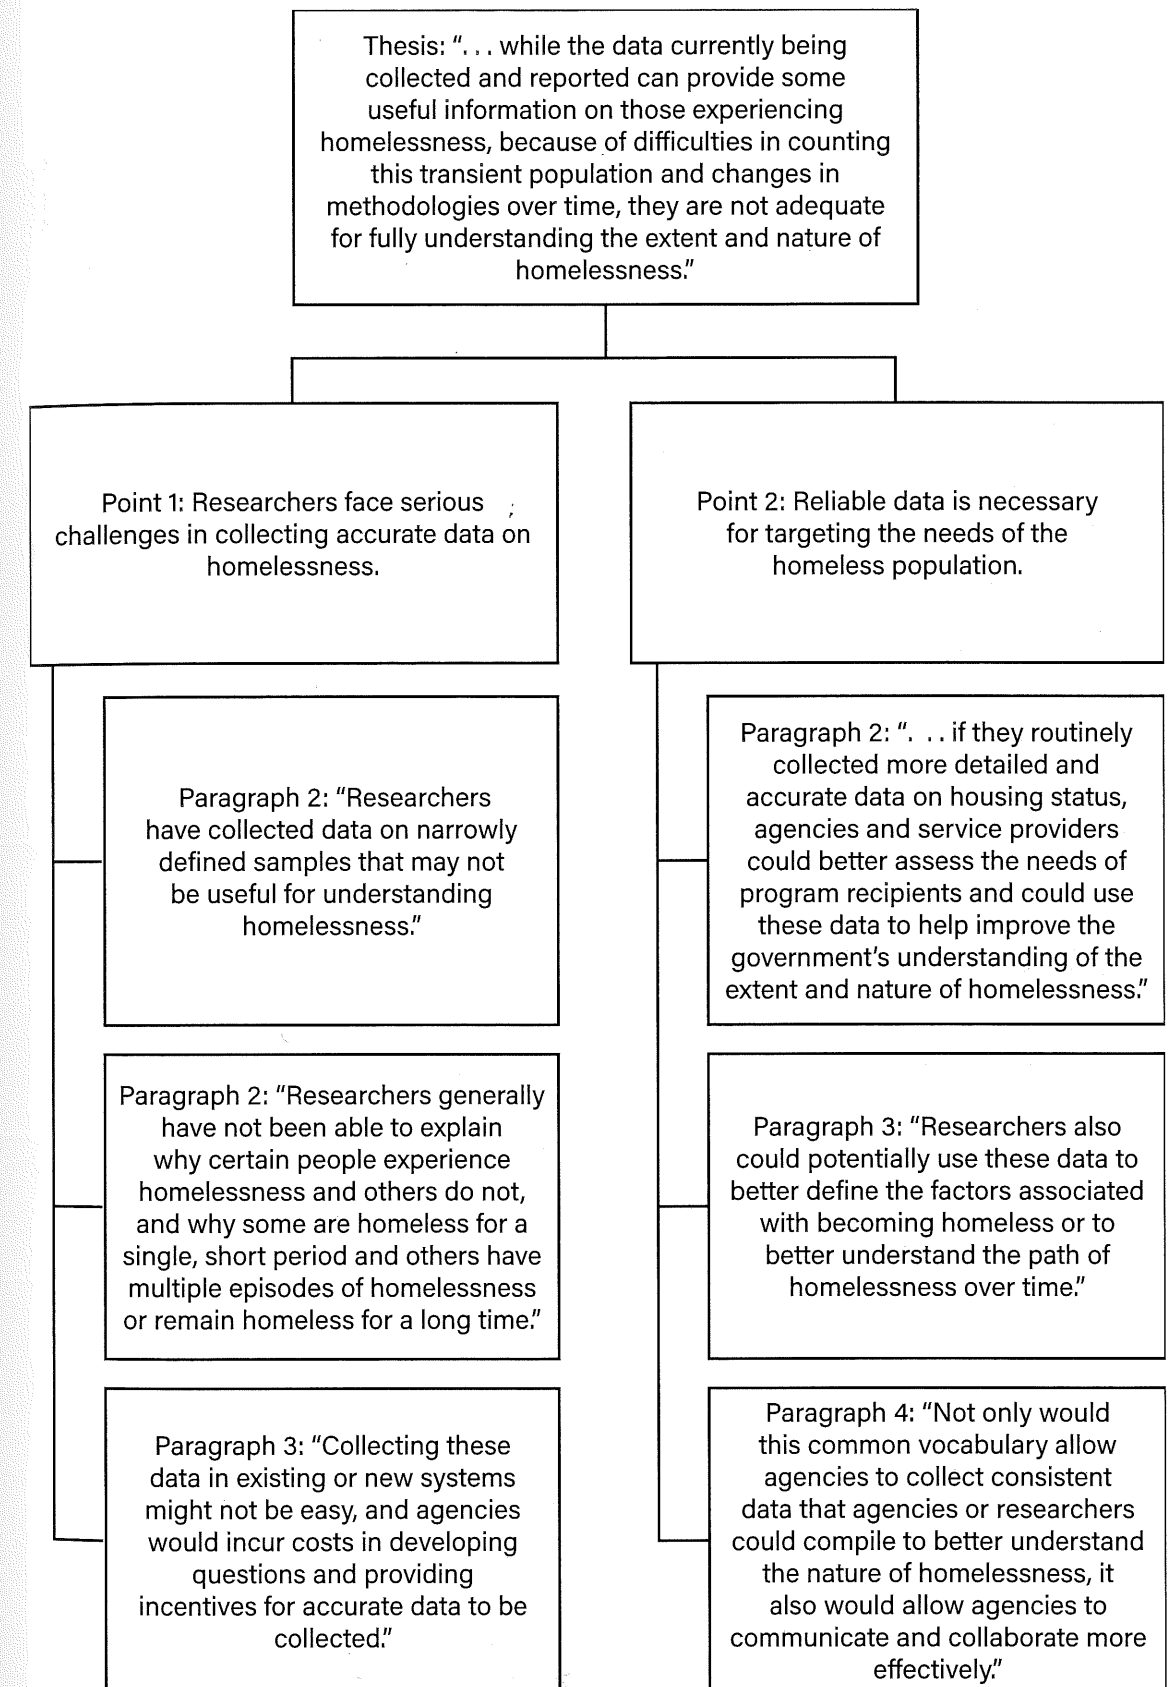 Thesis: “. . . while the data currently being
collected and reported can provide some
useful information on those experiencing
homelessness, because of difficulties in counting
this transient population and changes in
methodologies over time, they are not adequate
for fully understanding the extent and nature of
homelessness.”
Point 1: Researchers face serious
challenges in collecting accurate data on
homelessness.
Paragraph 2: “Researchers
have collected data on narrowly
defined samples that may not
be useful for understanding
homelessness.”
Paragraph 2: “Researchers generally
have not been able to explain
why certain people experience
homelessness and others do not,
and why some are homeless for a
single, short period and others have
multiple episodes of homelessness
or remain homeless for a long time.”
Paragraph 3: “Collecting these
data in existing or new systems
might not be easy, and agencies
would incur costs in developing
questions and providing
incentives for accurate data to be
collected.”
Point 2: Reliable data is necessary
for targeting the needs of the
homeless population.
Paragraph 2: “. . . if they routinely
collected more detailed and
accurate data on housing status,
agencies and service providers
could better assess the needs of
program recipients and could use
these data to help improve the
government’s understanding of the
extent and nature of homelessness.”
Paragraph 3: “Researchers also
could potentially use these data to
better define the factors associated
with becoming homeless or to
better understand the path of
homelessness over time.”
Paragraph 4: “Not only would
this common vocabulary allow
agencies to collect consistent
data that agencies or researchers
could compile to better understand
the nature of homelessness, it
also would allow agencies to
communicate and collaborate more
effectively.”